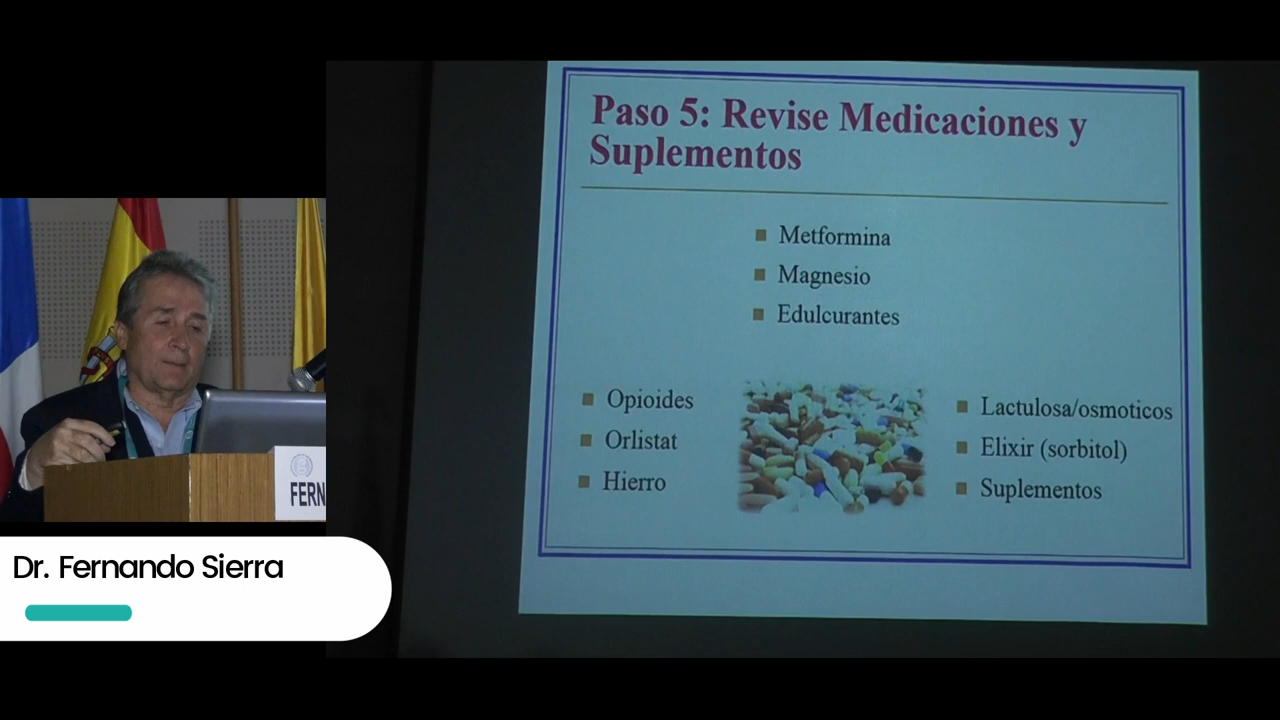 Paso 5: Revise Medicaciones y
Suplementos
Metformina
Magnesio
Edulcurantes
Opioides
Orlistat
Hierro
Lactulosa/osmoticos
Elixir (sorbitol)
Suplementos
FERN
Dr. Fernando Sierra